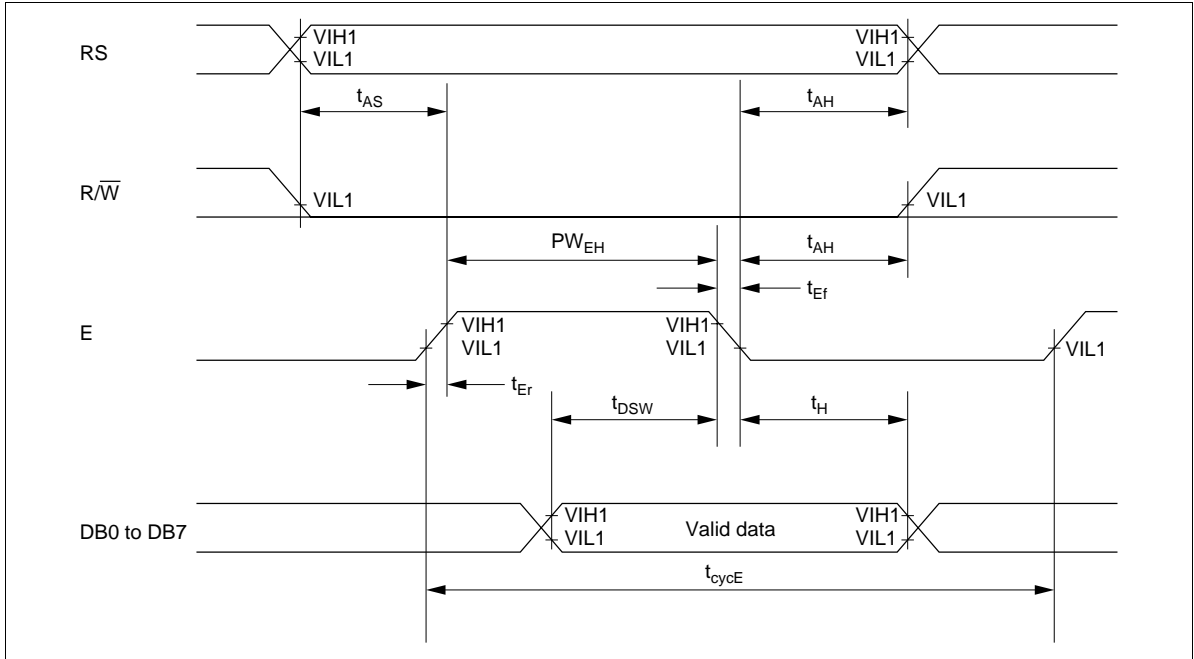 RS
VIH1
VIL1
VIH1
VIL1
tAS
tAH
R/W̅
VIL1
VIL1
PWEH
tAH
tEf
E
VIH1
VIL1
VIH1
VIL1
VIL1
tEr
tDSW
tH
DB0 to DB7
VIH1
VIL1
Valid data
VIH1
VIL1
tcycE